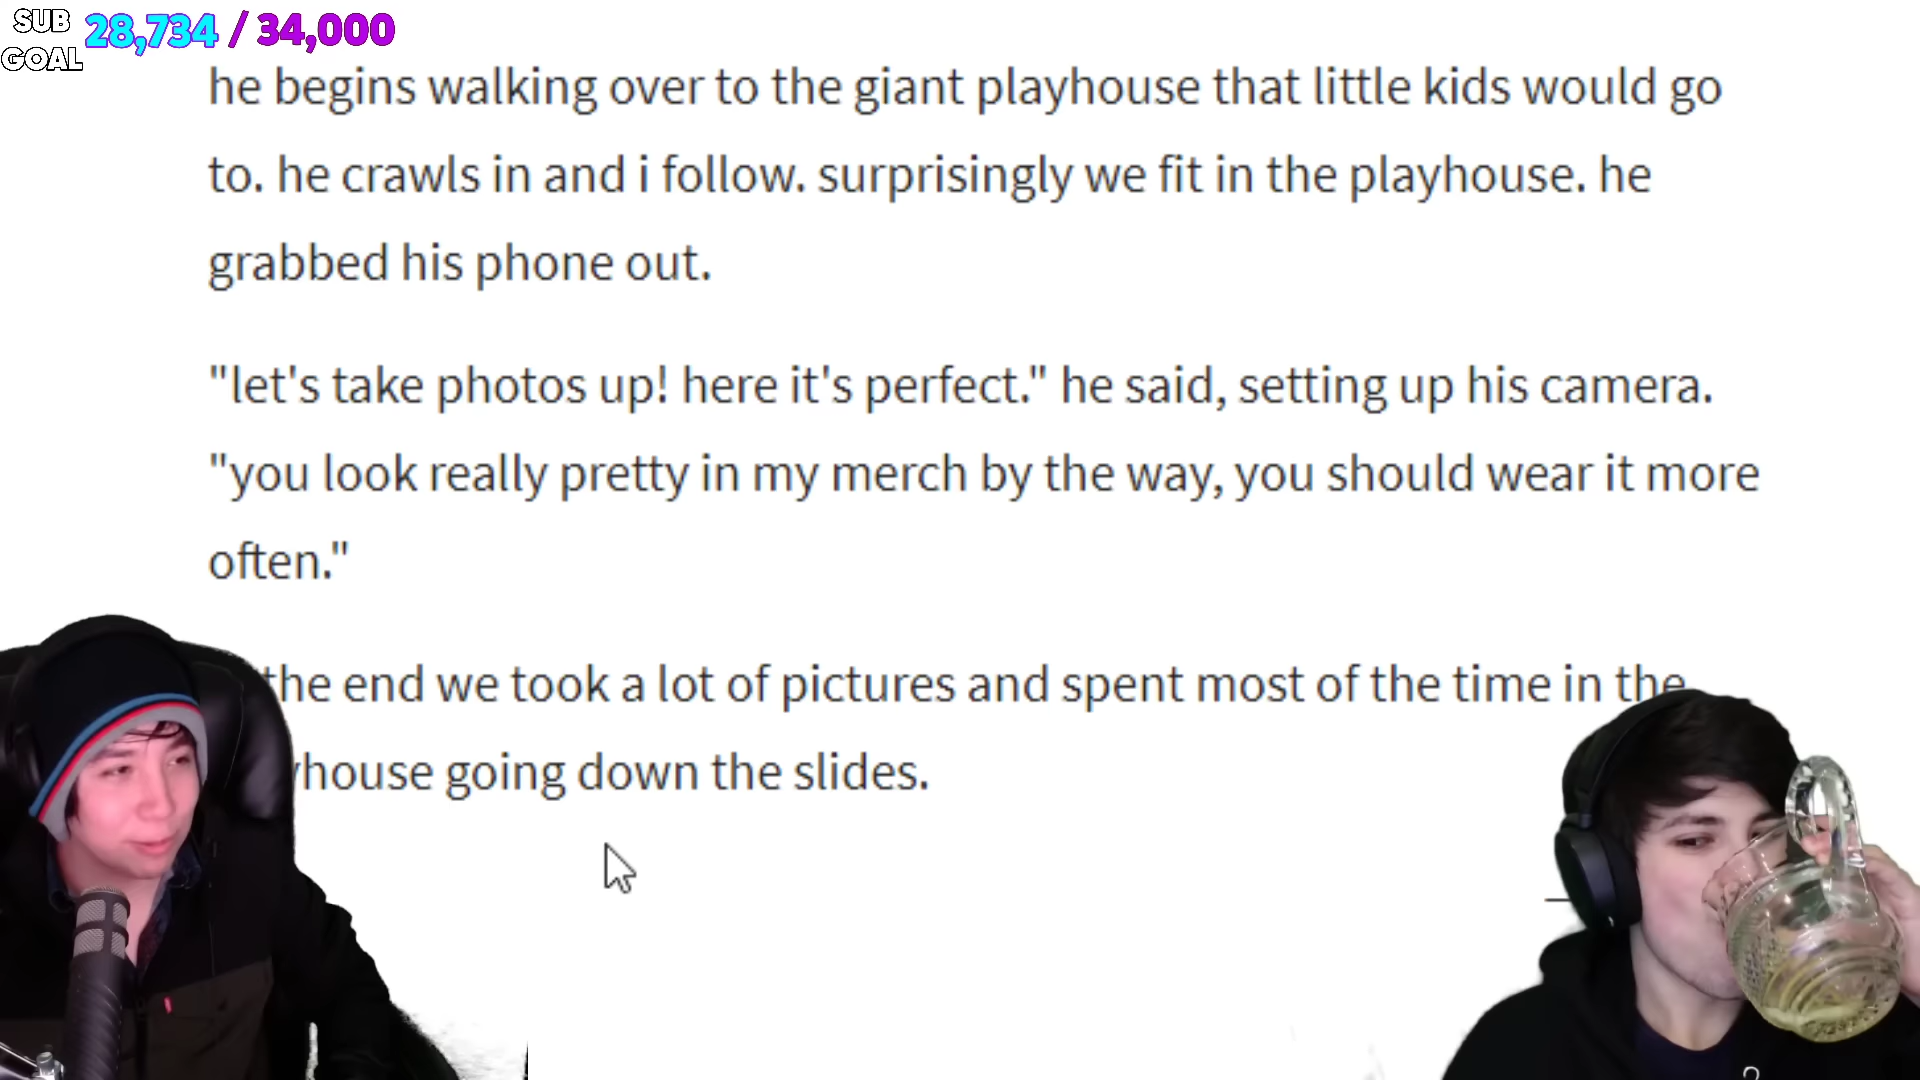 SUB
GOAL
28,734 / 34,000
he begins walking over to the giant playhouse that little kids would go
to. he crawls in and i follow. surprisingly we fit in the playhouse. he
grabbed his phone out.
"let's take photos up! here it's perfect." he said, setting up his camera.
"you look really pretty in my merch by the way, you should wear it more
often."
the end we took a lot of pictures and spent most of the time in the
yhouse going down the slides.